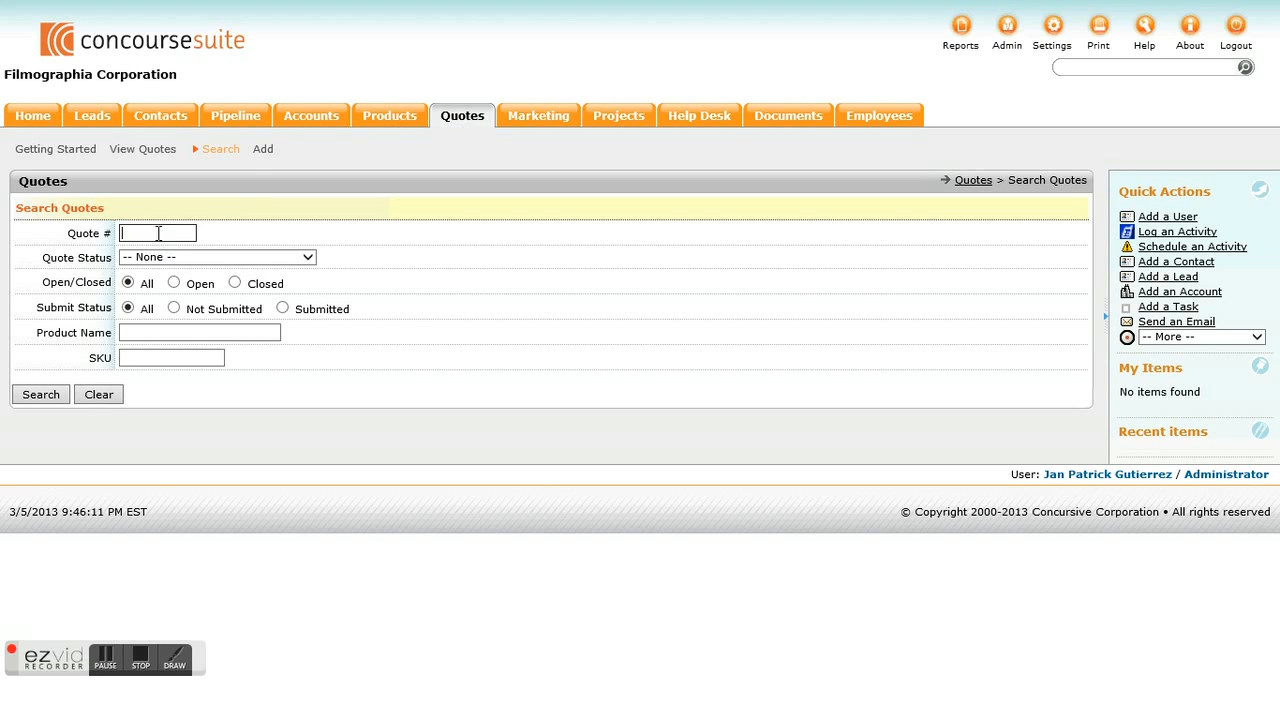 concoursesuite
Reports Admin Settings Print Help About Logout
Filmographia Corporation
Home Leads Contacts Pipeline Accounts Products Quotes Marketing Projects Help Desk Documents Employees
Getting Started View Quotes Search Add
Quotes
Quotes > Search Quotes
Search Quotes
Quote #
Quote Status -- None --
Open/Closed All Open Closed
Submit Status All Not Submitted Submitted
Product Name
SKU
Search Clear
Quick Actions
Add a User
Log an Activity
Schedule an Activity
Add a Contact
Add a Lead
Add an Account
Add a Task
Send an Email
-- More --
My Items
No items found
Recent items
User: Jan Patrick Gutierrez / Administrator
3/5/2013 9:46:11 PM EST
© Copyright 2000-2013 Concursive Corporation • All rights reserved
ezvid
RECORDER
PAUSE STOP DRAW